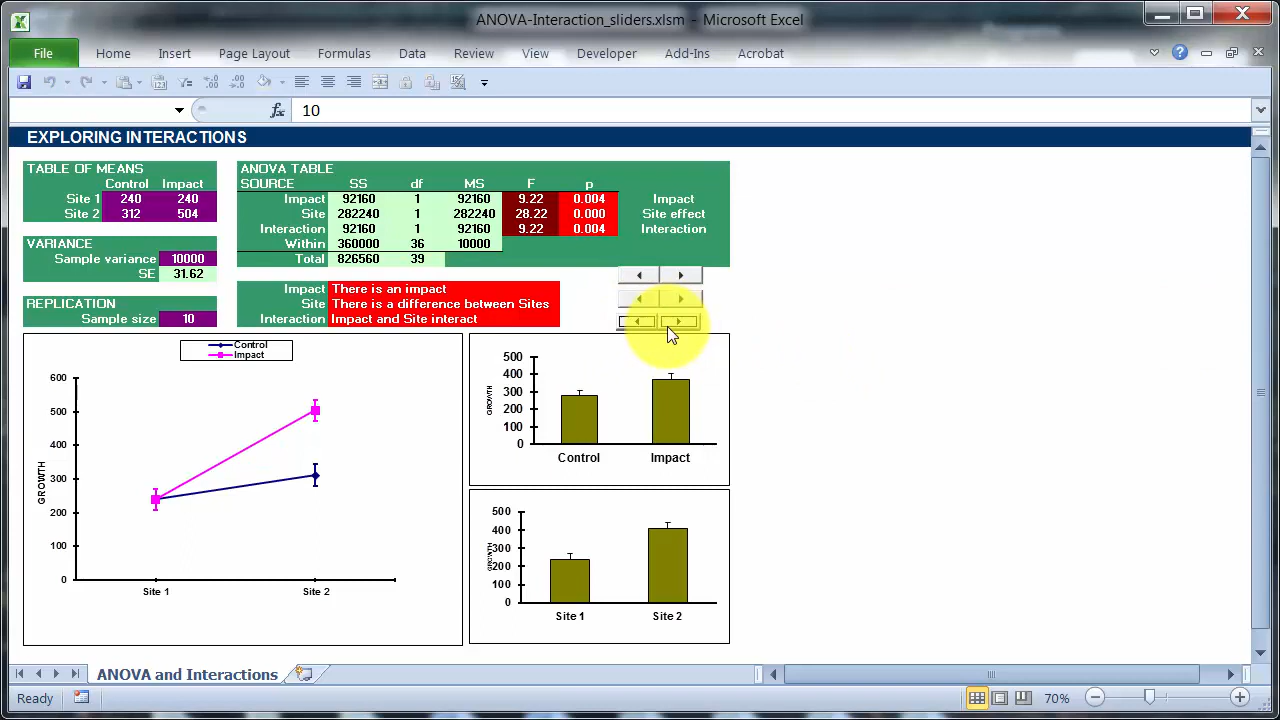 ANOVA-Interaction_sliders.xlsm - Microsoft Excel
File Home Insert Page Layout Formulas Data Review View Developer Add-Ins Acrobat
fx 10
EXPLORING INTERACTIONS
TABLE OF MEANS
Control Impact
Site 1 240 240
Site 2 312 504
VARIANCE
Sample variance 10000
SE 31.62
REPLICATION
Sample size 10
ANOVA TABLE
SOURCE SS df MS F p
Impact 92160 1 92160 9.22 0.004 Impact
Site 282240 1 282240 28.22 0.000 Site effect
Interaction 92160 1 92160 9.22 0.004 Interaction
Within 360000 36 10000
Total 826560 39
Impact There is an impact
Site There is a difference between Sites
Interaction Impact and Site interact
Control
Impact
600
500
400
300
200
100
0
GROWTH
Site 1 Site 2
500
400
300
200
100
0
GROWTH
Control Impact
500
400
300
200
100
0
GROWTH
Site 1 Site 2
ANOVA and Interactions
Ready 70%